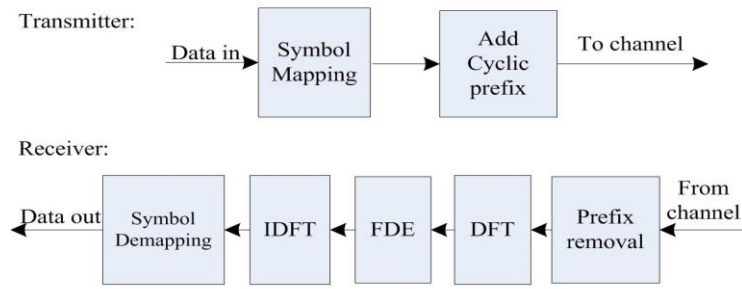 Transmitter:
Data in
Symbol
Mapping
Add
Cyclic
prefix
To channel
Receiver:
Data out
Symbol
Demapping
IDFT
FDE
DFT
Prefix
removal
From
channel